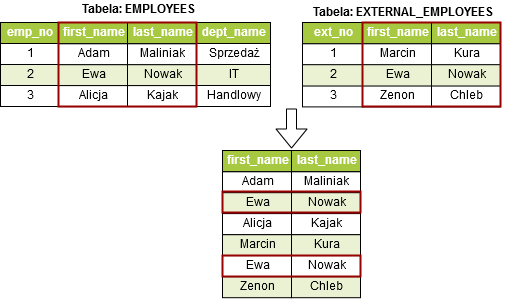 Tabela: EMPLOYEES
emp_no first_name last_name dept_name
1 Adam Maliniak Sprzedaż
2 Ewa Nowak IT
3 Alicja Kajak Handlowy
Tabela: EXTERNAL_EMPLOYEES
ext_no first_name last_name
1 Marcin Kura
2 Ewa Nowak
3 Zenon Chleb
first_name last_name
Adam Maliniak
Ewa Nowak
Alicja Kajak
Marcin Kura
Ewa Nowak
Zenon Chleb